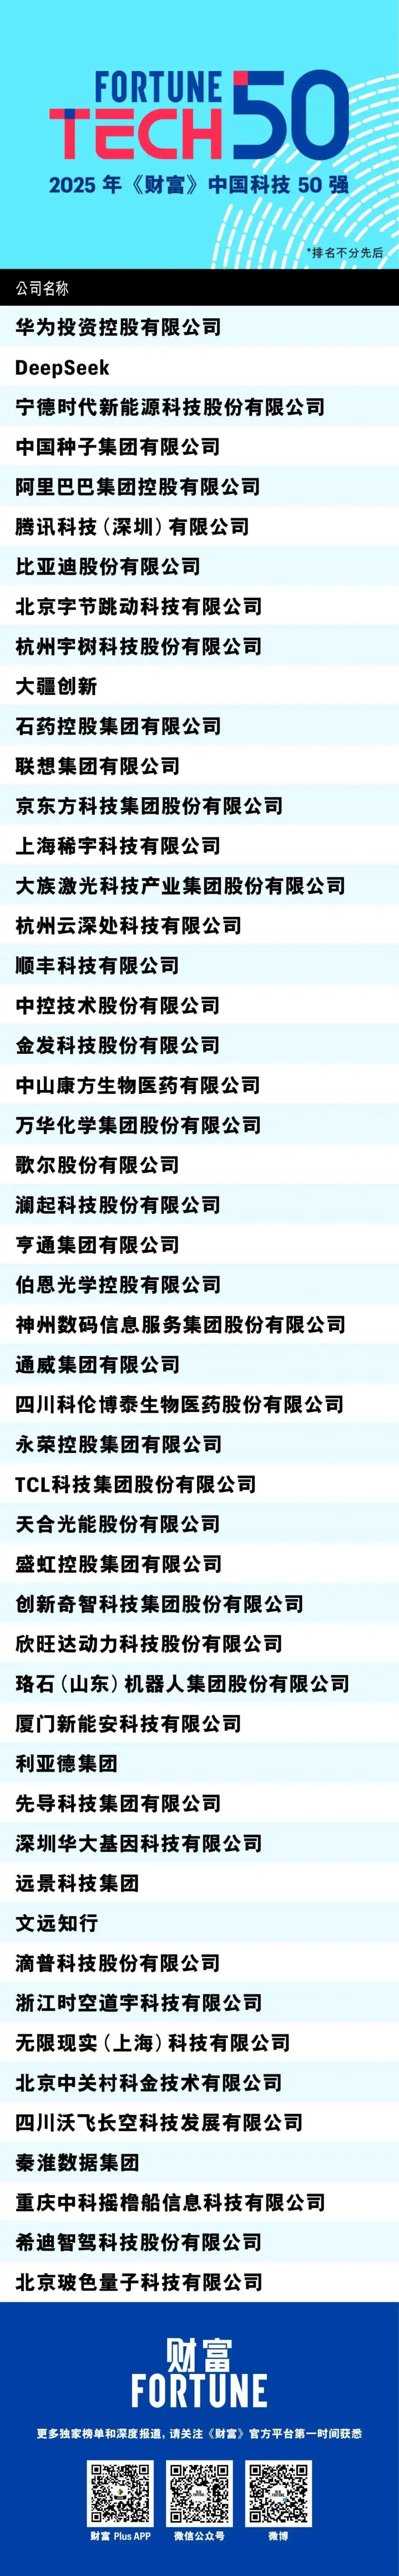 FORTUNE
TECH 50
2025 年《财富》中国科技 50 强
*排名不分先后
公司名称
华为投资控股有限公司
DeepSeek
宁德时代新能源科技股份有限公司
中国种子集团有限公司
阿里巴巴集团控股有限公司
腾讯科技（深圳）有限公司
比亚迪股份有限公司
北京字节跳动科技有限公司
杭州宇树科技股份有限公司
大疆创新
石药控股集团有限公司
联想集团有限公司
京东方科技集团股份有限公司
上海稀宇科技有限公司
大族激光科技产业集团股份有限公司
杭州云深处科技有限公司
顺丰科技有限公司
中控技术股份有限公司
金发科技股份有限公司
中山康方生物医药有限公司
万华化学集团股份有限公司
歌尔股份有限公司
澜起科技股份有限公司
亨通集团有限公司
伯恩光学控股有限公司
神州数码信息服务集团股份有限公司
通威集团有限公司
四川科伦博泰生物医药股份有限公司
永荣控股集团有限公司
TCL科技集团股份有限公司
天合光能股份有限公司
盛虹控股集团有限公司
创新奇智科技集团股份有限公司
欣旺达动力科技股份有限公司
珞石（山东）机器人集团股份有限公司
厦门新能安科技有限公司
利亚德集团
先导科技集团有限公司
深圳华大基因科技有限公司
远景科技集团
文远知行
滴普科技股份有限公司
浙江时空道宇科技有限公司
无限现实（上海）科技有限公司
北京中关村科金技术有限公司
四川沃飞长空科技发展有限公司
秦淮数据集团
重庆中科摇橹船信息科技有限公司
希迪智驾科技股份有限公司
北京玻色量子科技有限公司
财富
FORTUNE
更多独家榜单和深度报道，请关注《财富》官方平台第一时间获悉
财富 Plus APP 微信公众号 微博